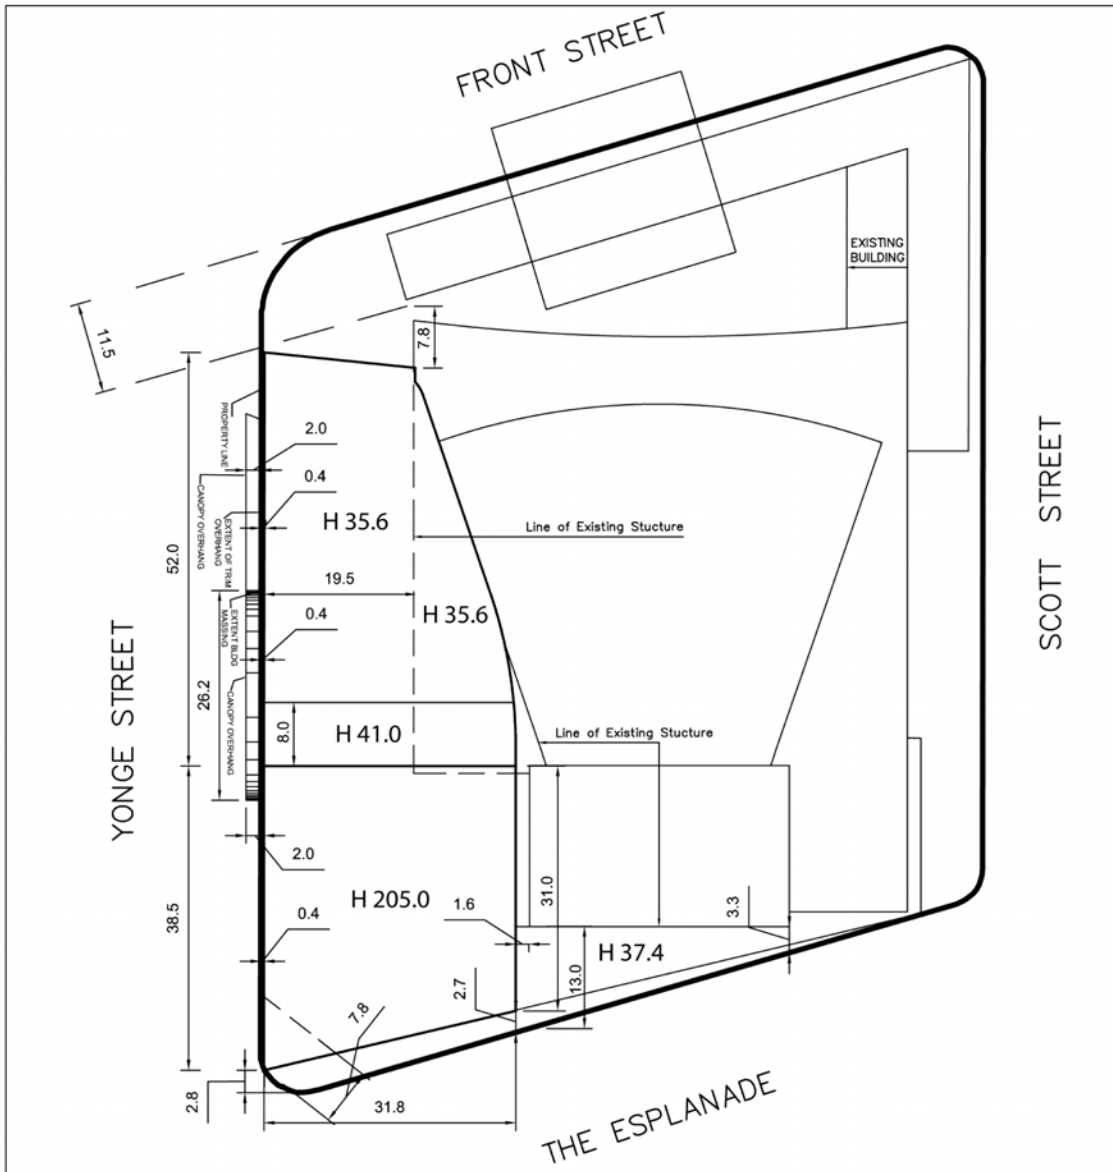 FRONT STREET
EXISTING
BUILDING
11.5
7.8
PROPERTY LINE
2.0
CANOPY OVERHANG
0.4
EXTENT OF TRIM
OVERHANG
H 35.6
Line of Existing Stucture
52.0
19.5
H 35.6
0.4
EXTENT BLDG
MASSING
26.2
CANOPY OVERHANG
8.0
H 41.0
Line of Existing Stucture
YONGE STREET
SCOTT STREET
2.0
38.5
H 205.0
0.4
1.6
31.0
3.3
H 37.4
13.0
2.7
7.8
2.8
31.8
THE ESPLANADE